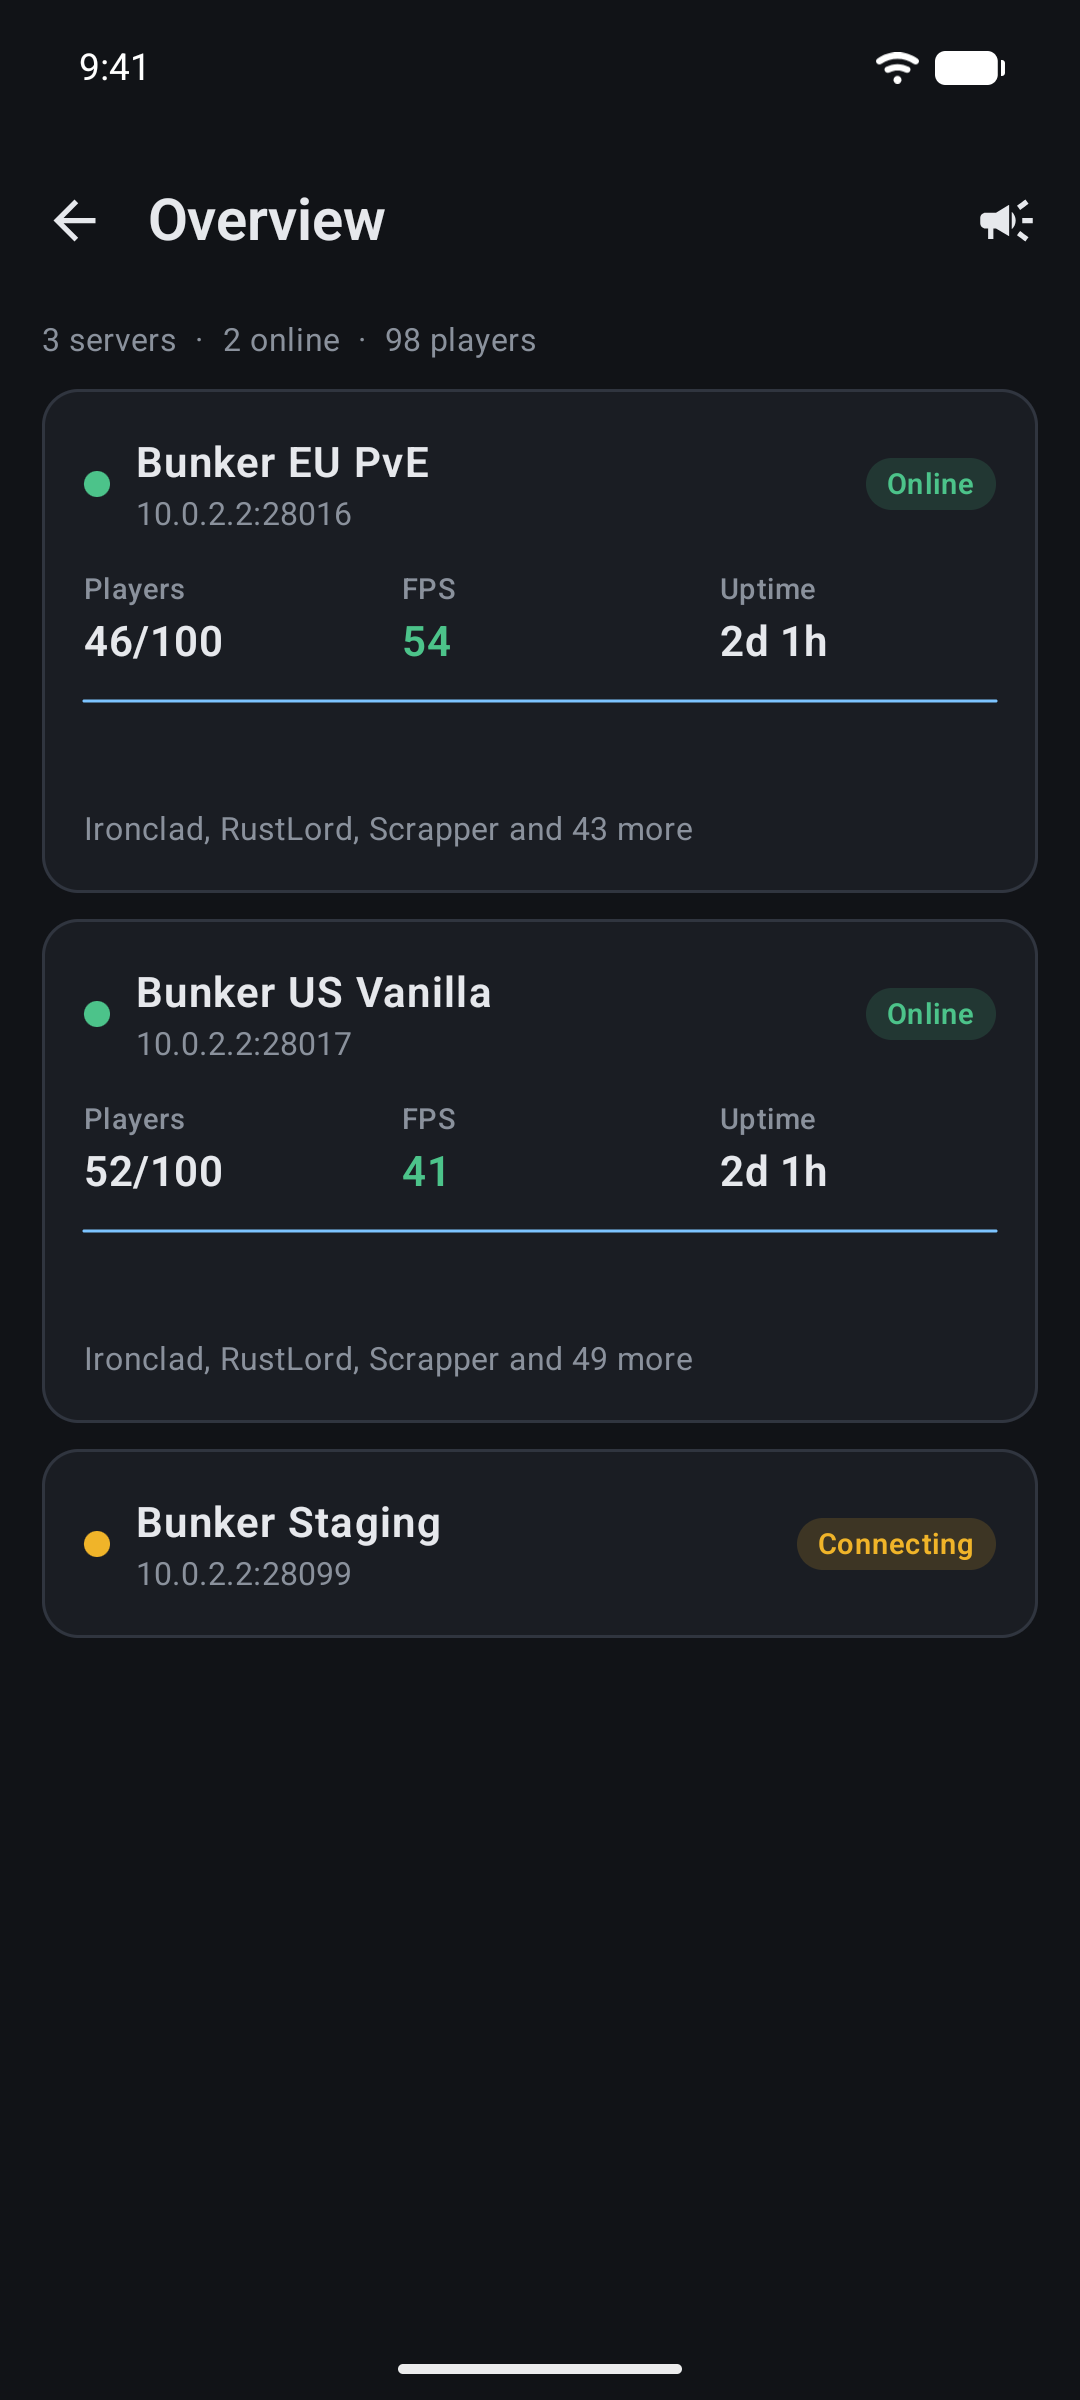 9:41
Overview
3 servers · 2 online · 98 players
Bunker EU PvE
10.0.2.2:28016
Online
Players FPS Uptime
46/100 54 2d 1h
Ironclad, RustLord, Scrapper and 43 more
Bunker US Vanilla
10.0.2.2:28017
Online
Players FPS Uptime
52/100 41 2d 1h
Ironclad, RustLord, Scrapper and 49 more
Bunker Staging
10.0.2.2:28099
Connecting